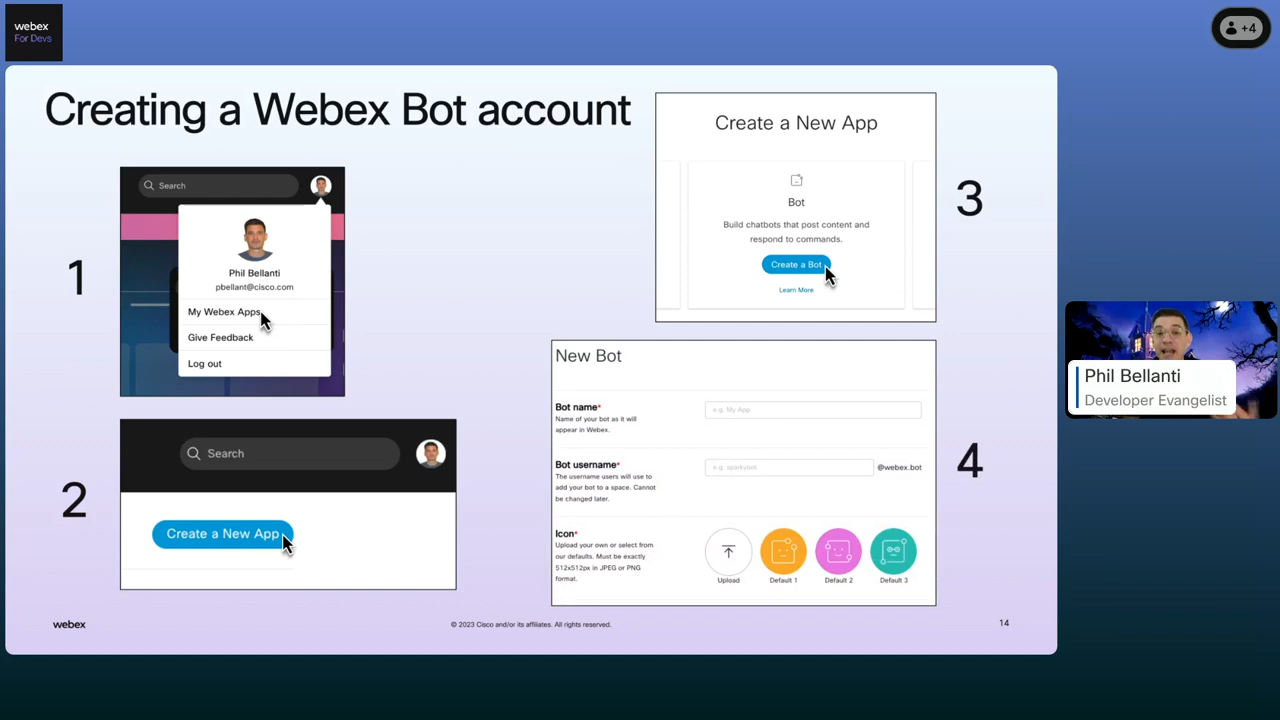 webex
For Devs
+4
Creating a Webex Bot account
1
Search
Phil Bellanti
pbellant@cisco.com
My Webex Apps
Give Feedback
Log out
2
Search
Create a New App
Create a New App
Bot
Build chatbots that post content and
respond to commands.
Create a Bot
Learn More
3
New Bot
Bot name*
Name of your bot as it will
appear in Webex.
e.g. My App
Bot username*
The username users will use to
add your bot to a space. Cannot
be changed later.
e.g. sparkybot
@webex.bot
Icon*
Upload your own or select from
our defaults. Must be exactly
512x512px in JPEG or PNG
format.
Upload
Default 1
Default 2
Default 3
4
webex
© 2023 Cisco and/or its affiliates. All rights reserved.
14
Phil Bellanti
Developer Evangelist